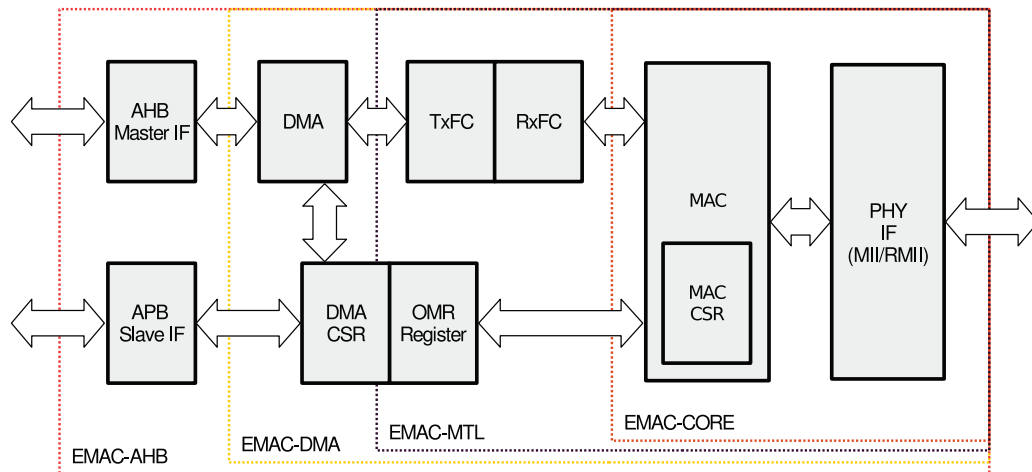 AHB
Master IF
DMA
TxFC
RxFC
MAC
PHY
IF
(MII/RMII)
APB
Slave IF
DMA
CSR
OMR
Register
MAC
CSR
EMAC-AHB
EMAC-DMA
EMAC-MTL
EMAC-CORE